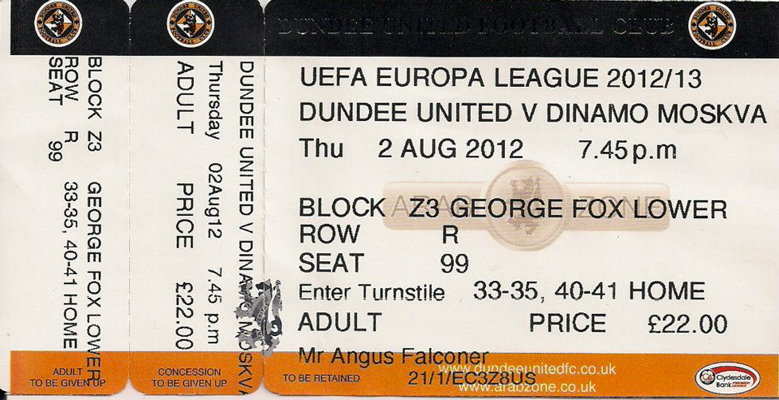 BLOCK Z3 GEORGE FOX LOWER
ROW R 33-35, 40-41 HOME
SEAT 99
ADULT
TO BE GIVEN UP
DUNDEE UNITED V DINAMO MOSKVA
Thursday 02Aug12 7.45 p.m
ADULT PRICE £22.00
CONCESSION
TO BE GIVEN UP
DUNDEE UNITED FOOTBALL CLUB
UEFA EUROPA LEAGUE 2012/13
DUNDEE UNITED V DINAMO MOSKVA
Thu 2 AUG 2012 7.45 p.m
ARAB ZONE
BLOCK Z3 GEORGE FOX LOWER
ROW R
SEAT 99
Enter Turnstile 33-35, 40-41 HOME
ADULT PRICE £22.00
Mr Angus Falconer
www.dundeeunitedfc.co.uk
TO BE RETAINED
21/1/EC3Z8US
www.arabzone.co.uk
Clydesdale
Bank